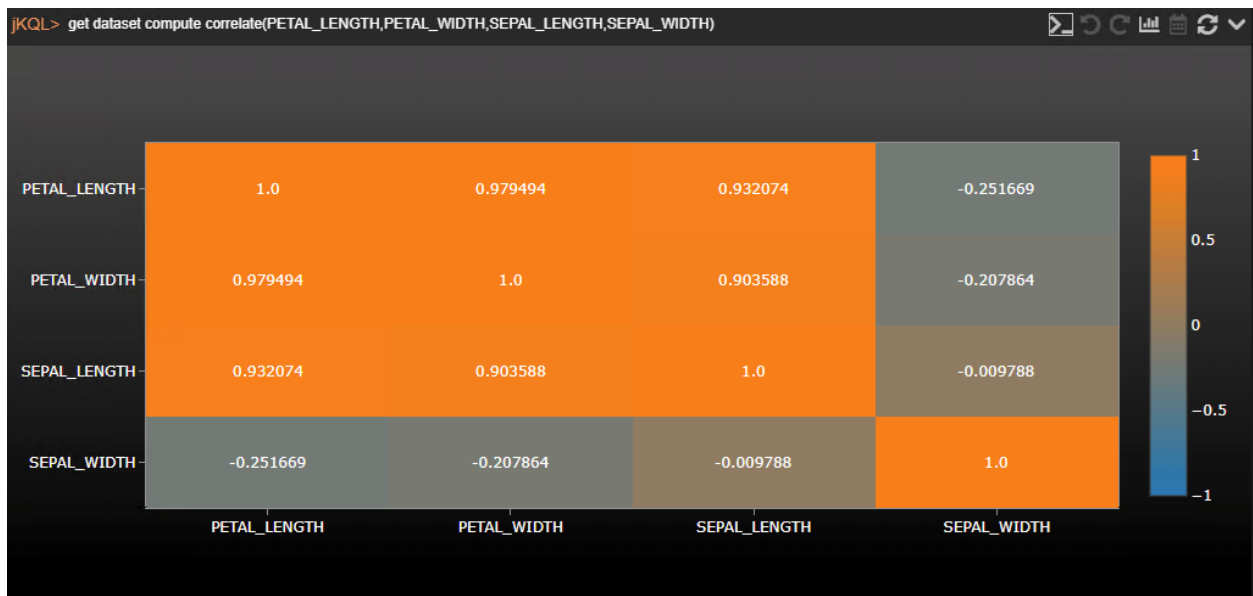 jKQL> get dataset compute correlate(PETAL_LENGTH,PETAL_WIDTH,SEPAL_LENGTH,SEPAL_WIDTH)
PETAL_LENGTH 1.0 0.979494 0.932074 -0.251669
PETAL_WIDTH 0.979494 1.0 0.903588 -0.207864
SEPAL_LENGTH 0.932074 0.903588 1.0 -0.009788
SEPAL_WIDTH -0.251669 -0.207864 -0.009788 1.0
PETAL_LENGTH PETAL_WIDTH SEPAL_LENGTH SEPAL_WIDTH
1
0.5
0
−0.5
−1